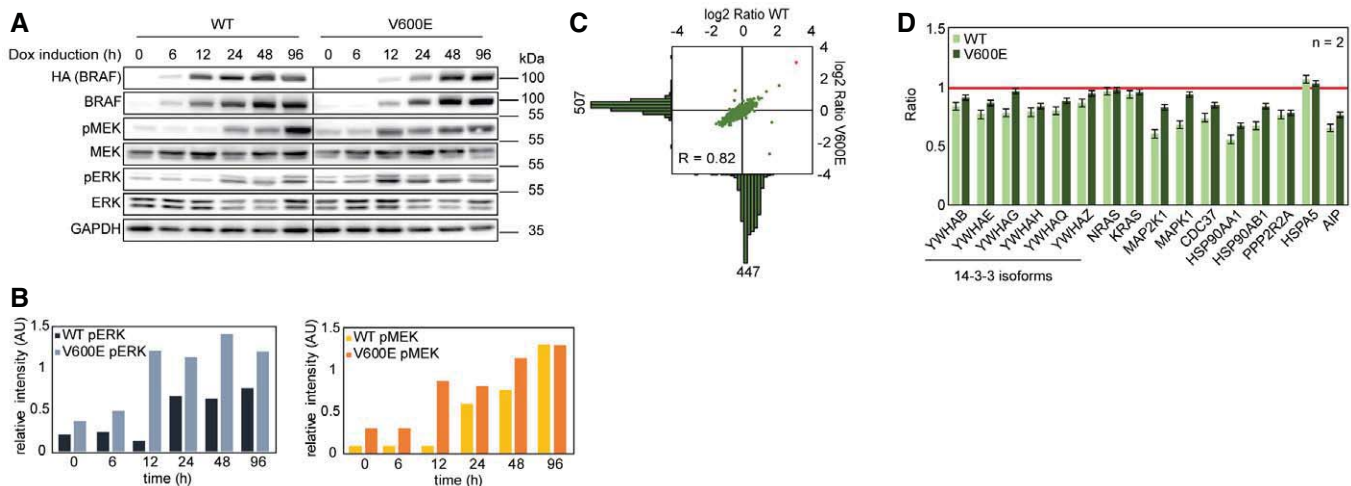 A
WT V600E
Dox induction (h) 0 6 12 24 48 96 0 6 12 24 48 96 kDa
HA (BRAF) 100
BRAF 100
55
pMEK 55
MEK 55
pERK 55
ERK
GAPDH 35
B
relative intensity (AU)
1.5
1
0.5
0
WT pERK
V600E pERK
0 6 12 24 48 96
time (h)
relative intensity (AU)
1.5
1
0.5
0
WT pMEK
V600E pMEK
0 6 12 24 48 96
time (h)
C
log2 Ratio WT
-4 -2 0 2 4
4
2
0
-2
-4
log2 Ratio V600E
507
R = 0.82
447
D
Ratio
1.5
1
0.5
0
WT
V600E
n = 2
YWHAB
YWHAE
YWHAG
YWHAH
YWHAQ
YWHAZ
NRAS
KRAS
MAP2K1
MAPK1
CDC37
HSP90AA1
HSP90AB1
PPP2R2A
HSPA5
AIP
14-3-3 isoforms